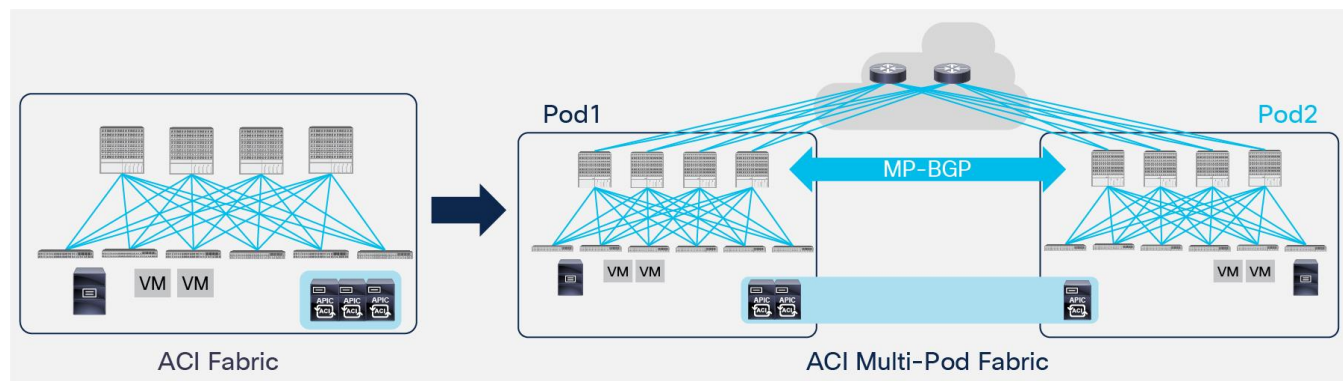 Pod1
Pod2
MP-BGP
VM VM
APIC APIC APIC
ACI ACI ACI
VM VM
APIC APIC
ACI ACI
APIC
ACI
VM VM
ACI Fabric
ACI Multi-Pod Fabric